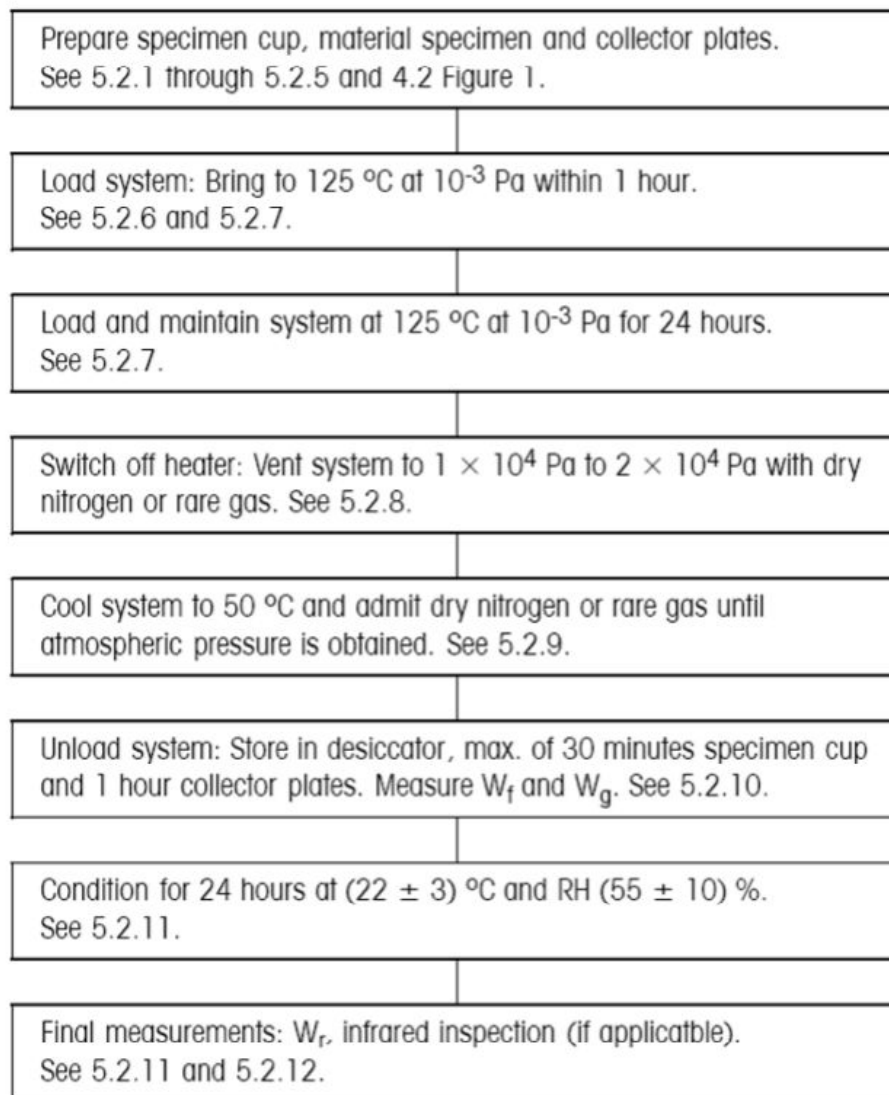 Prepare specimen cup, material specimen and collector plates.
See 5.2.1 through 5.2.5 and 4.2 Figure 1.
Load system: Bring to 125 ºC at 10⁻³ Pa within 1 hour.
See 5.2.6 and 5.2.7.
Load and maintain system at 125 ºC at 10⁻³ Pa for 24 hours.
See 5.2.7.
Switch off heater: Vent system to 1 × 10⁴ Pa to 2 × 10⁴ Pa with dry
nitrogen or rare gas. See 5.2.8.
Cool system to 50 ºC and admit dry nitrogen or rare gas until
atmospheric pressure is obtained. See 5.2.9.
Unload system: Store in desiccator, max. of 30 minutes specimen cup
and 1 hour collector plates. Measure Wf and Wg. See 5.2.10.
Condition for 24 hours at (22 ± 3) ºC and RH (55 ± 10) %.
See 5.2.11.
Final measurements: Wr, infrared inspection (if applicatble).
See 5.2.11 and 5.2.12.